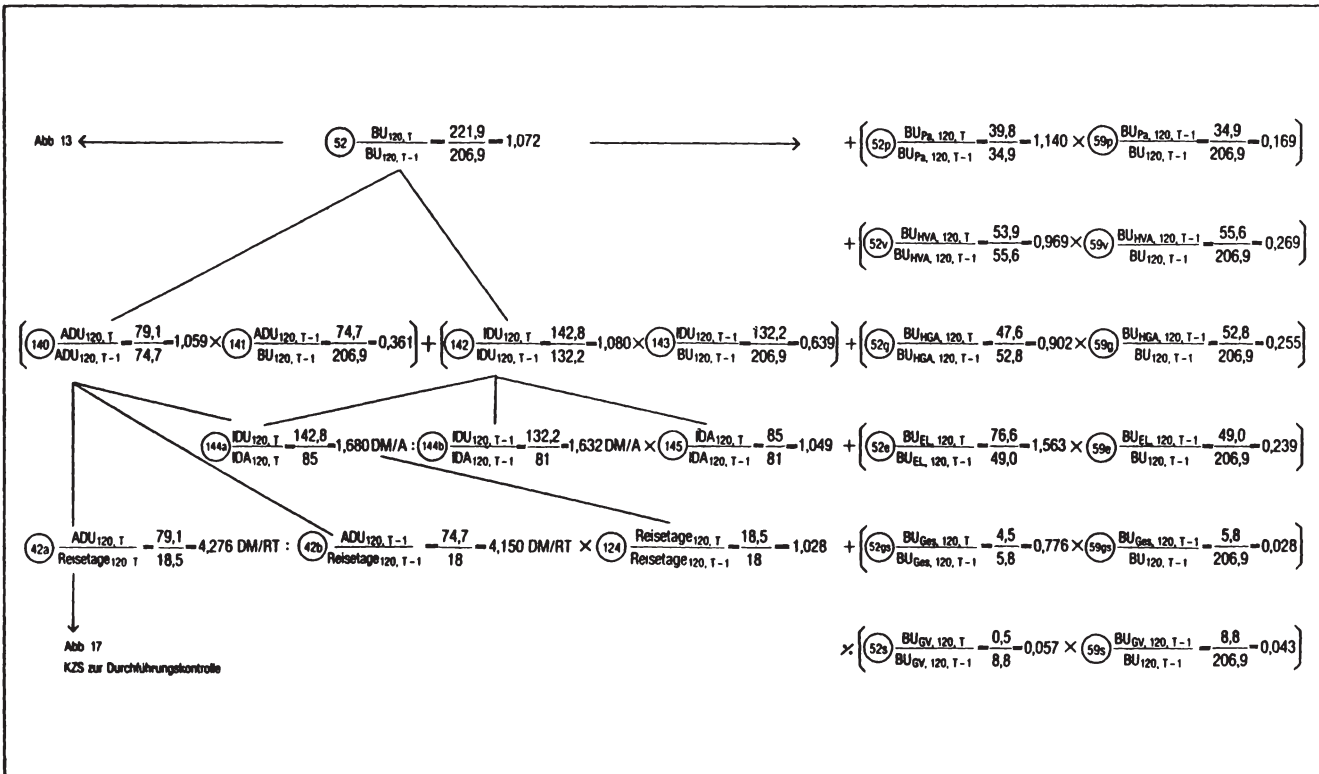 Abb 13 ← (52) BU120, T / BU120, T-1 = 221,9 / 206,9 = 1,072 → + [(52p) BUPa, 120, T / BUPa, 120, T-1 = 39,8 / 34,9 = 1,140 × (59p) BUPa, 120, T-1 / BU120, T-1 = 34,9 / 206,9 = 0,169]
+ [(52v) BUHVA, 120, T / BUHVA, 120, T-1 = 53,9 / 55,6 = 0,969 × (59v) BUHVA, 120, T-1 / BU120, T-1 = 55,6 / 206,9 = 0,269]
[(140) ADU120, T / ADU120, T-1 = 79,1 / 74,7 = 1,059 × (141) ADU120, T-1 / BU120, T-1 = 74,7 / 206,9 = 0,361] + [(142) IDU120, T / IDU120, T-1 = 142,8 / 132,2 = 1,080 × (143) IDU120, T-1 / BU120, T-1 = 132,2 / 206,9 = 0,639] + [(52g) BUHGA, 120, T / BUHGA, 120, T-1 = 47,6 / 52,8 = 0,902 × (59g) BUHGA, 120, T-1 / BU120, T-1 = 52,8 / 206,9 = 0,255]
(144a) IDU120, T / IDA120, T = 142,8 / 85 = 1,680 DM/A : (144b) IDU120, T-1 / IDA120, T-1 = 132,2 / 81 = 1,632 DM/A × (145) IDA120, T / IDA120, T-1 = 85 / 81 = 1,049 + [(52e) BUEL, 120, T / BUEL, 120, T-1 = 76,6 / 49,0 = 1,563 × (59e) BUEL, 120, T-1 / BU120, T-1 = 49,0 / 206,9 = 0,239]
(42a) ADU120, T / Reisetage120 T = 79,1 / 18,5 = 4,276 DM/RT : (42b) ADU120, T-1 / Reisetage120, T-1 = 74,7 / 18 = 4,150 DM/RT × (124) Reisetage120, T / Reisetage120, T-1 = 18,5 / 18 = 1,028 + [(52gs) BUGes, 120, T / BUGes, 120, T-1 = 4,5 / 5,8 = 0,776 × (59gs) BUGes, 120, T-1 / BU120, T-1 = 5,8 / 206,9 = 0,028]
Abb 17
KZS zur Durchführungskontrolle
× [(52s) BUGV, 120, T / BUGV, 120, T-1 = 0,5 / 8,8 = 0,057 × (59s) BUGV, 120, T-1 / BU120, T-1 = 8,8 / 206,9 = 0,043]